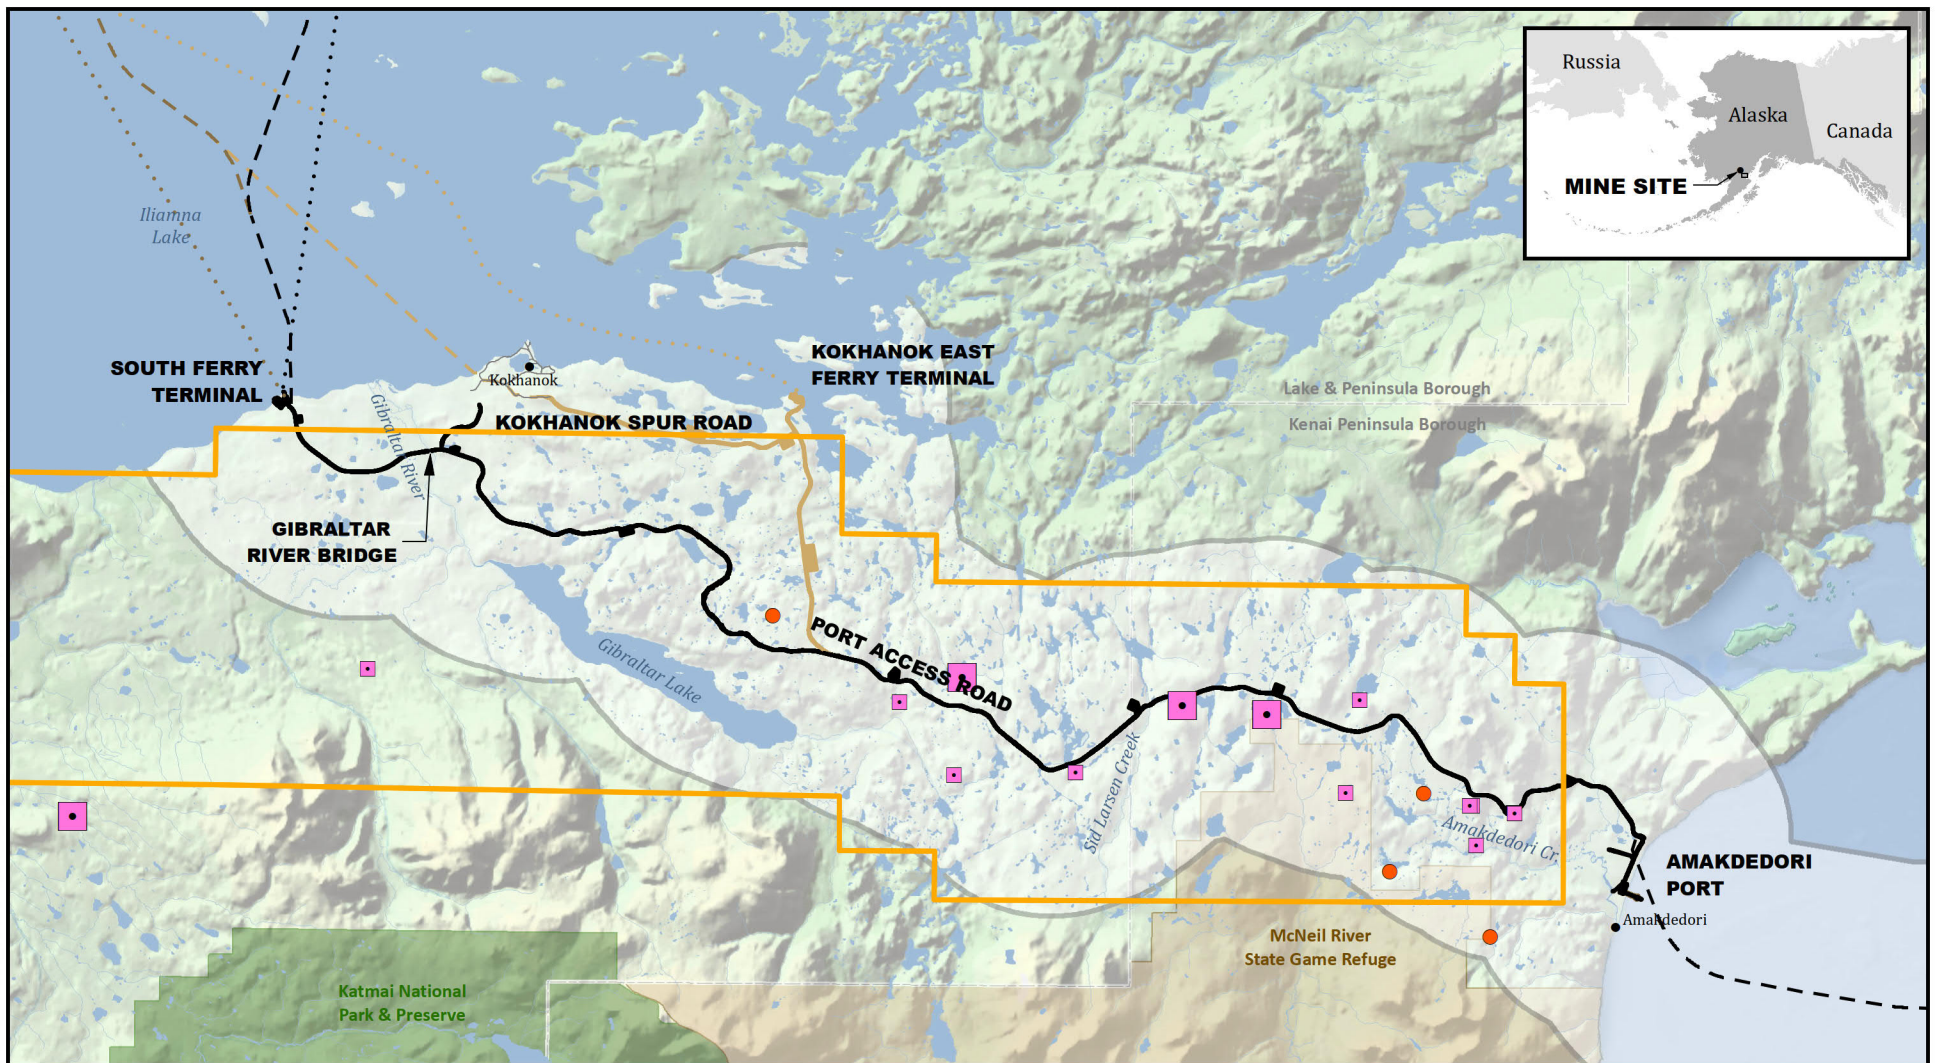 Russia
Alaska
Canada
MINE SITE
Iliamna
Lake
SOUTH FERRY
TERMINAL
Kokhanok
KOKHANOK EAST
FERRY TERMINAL
KOKHANOK SPUR ROAD
Gibraltar River
GIBRALTAR
RIVER BRIDGE
Lake & Peninsula Borough
Kenai Peninsula Borough
Gibraltar Lake
PORT ACCESS ROAD
Sid Larsen Creek
Amakdedori Cr
AMAKDEDORI
PORT
Amakdedori
McNeil River
State Game Refuge
Katmai National
Park & Preserve